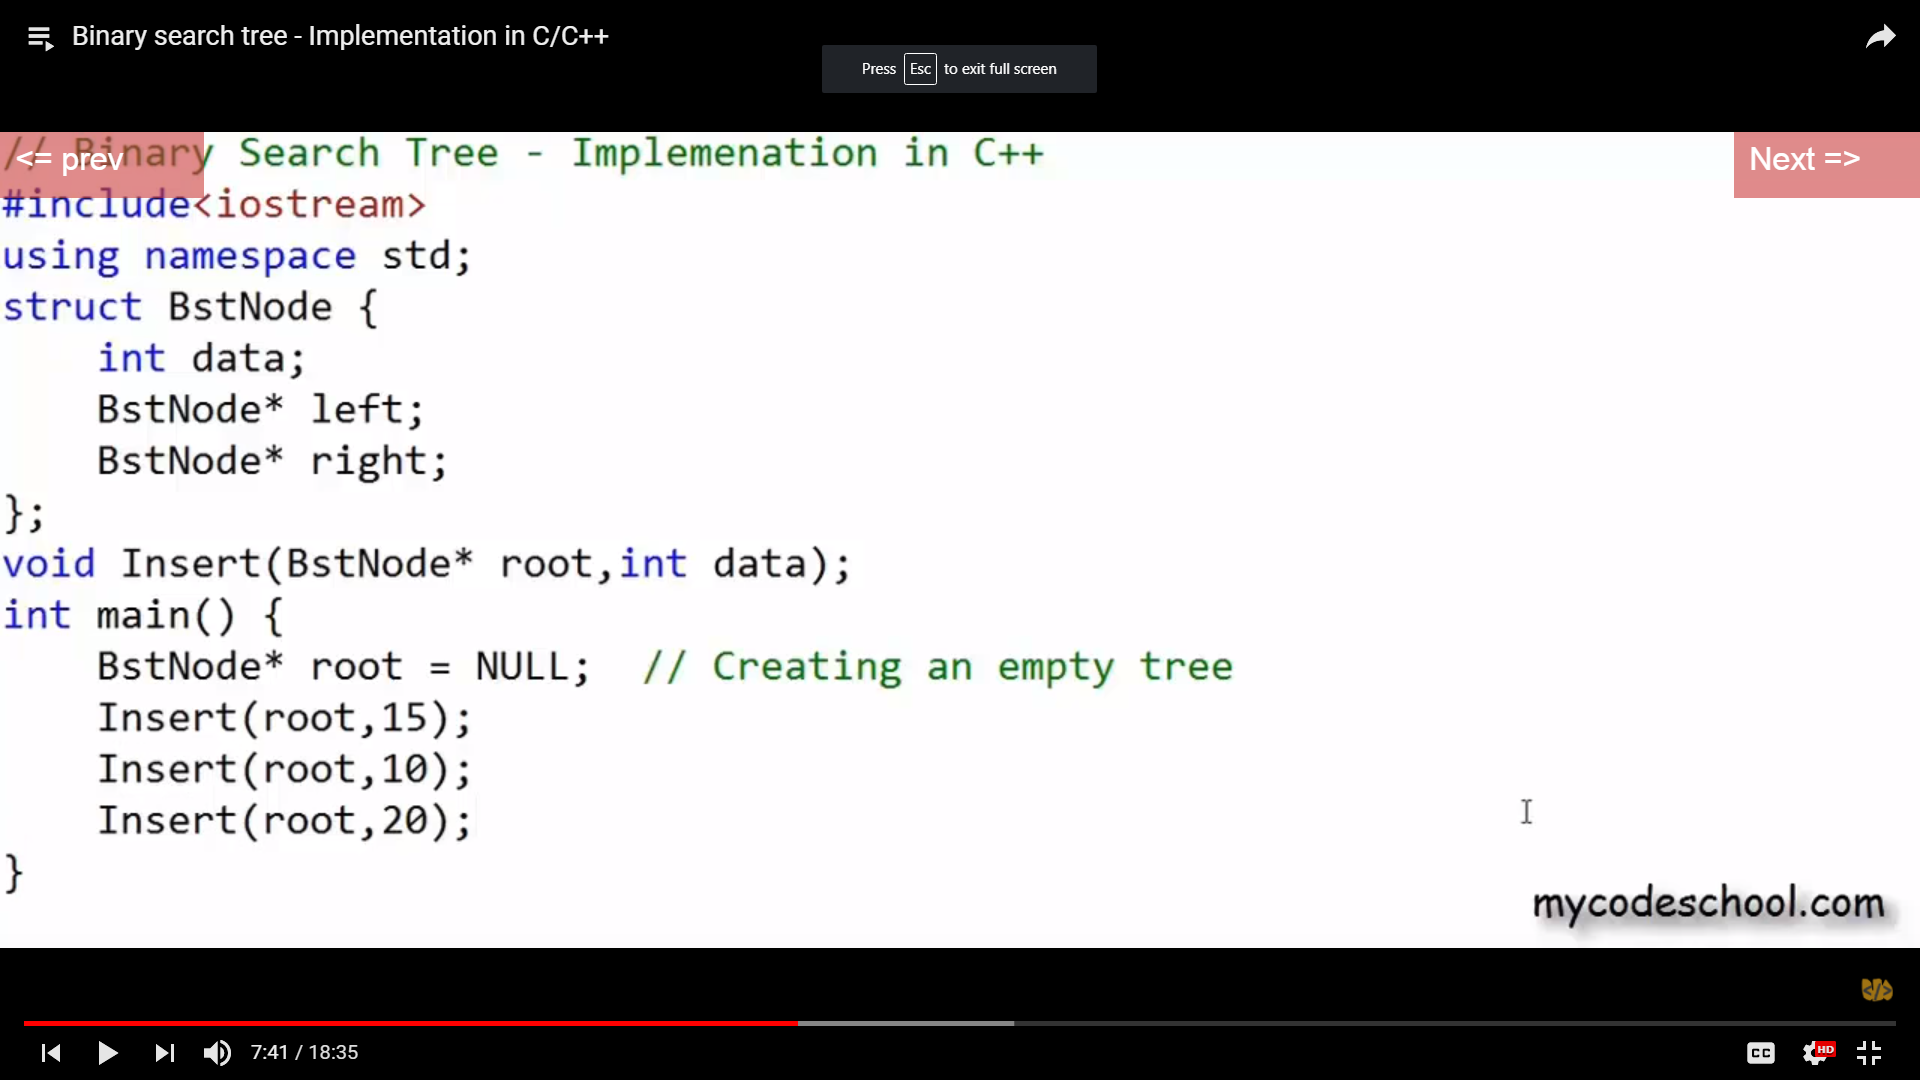 Binary search tree - Implementation in C/C++
Press Esc to exit full screen
<= prev
Next =>
// Binary Search Tree - Implemenation in C++
#include<iostream>
using namespace std;
struct BstNode {
int data;
BstNode* left;
BstNode* right;
};
void Insert(BstNode* root,int data);
int main() {
BstNode* root = NULL;  // Creating an empty tree
Insert(root,15);
Insert(root,10);
Insert(root,20);
}
mycodeschool.com
</>
7:41 / 18:35
CC
HD